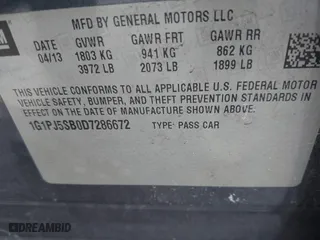 GM
MFD BY GENERAL MOTORS LLC
DATE GVWR GAWR FRT GAWR RR
04/13 1803 KG 941 KG 862 KG
3972 LB 2073 LB 1899 LB
THIS VEHICLE CONFORMS TO ALL APPLICABLE U.S. FEDERAL MOTOR
VEHICLE SAFETY, BUMPER, AND THEFT PREVENTION STANDARDS IN
EFFECT ON THE DATE OF MANUFACTURE SHOWN ABOVE.
1G1PJ5SB0D7286672 TYPE: PASS CAR
DREAMBID